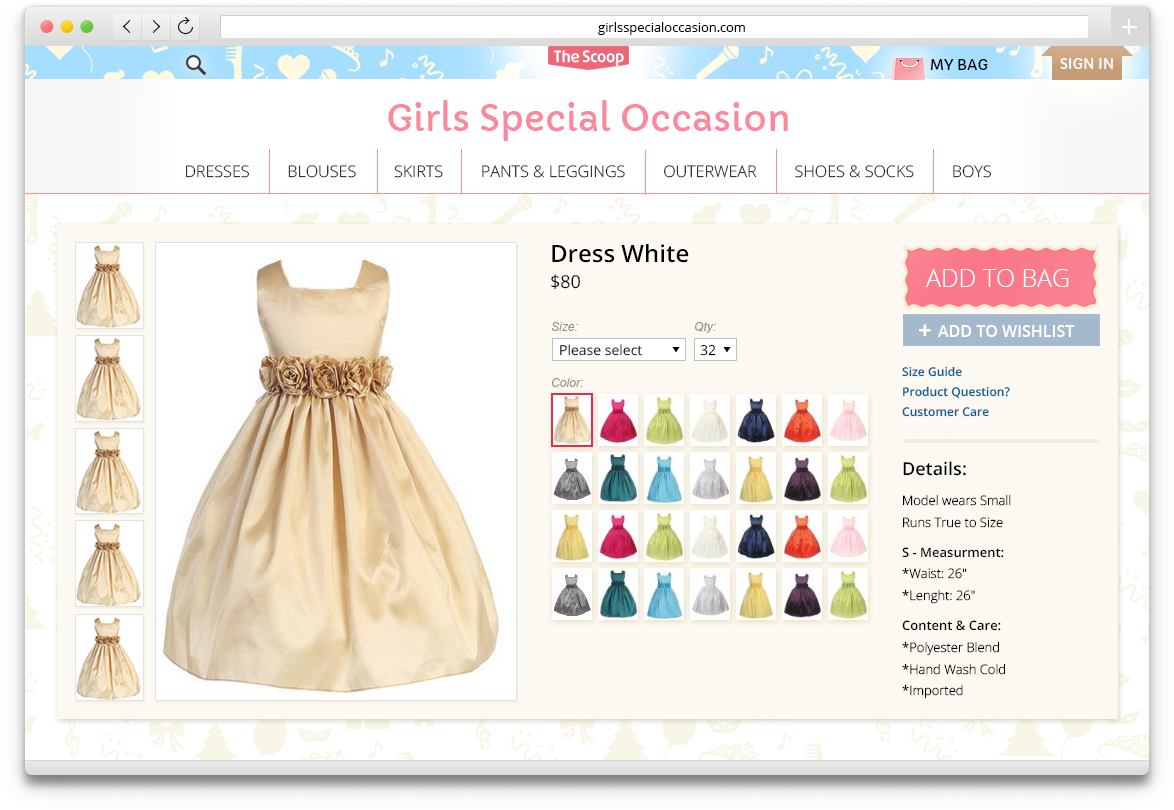 girlsspecialoccasion.com
The Scoop
MY BAG
SIGN IN
Girls Special Occasion
DRESSES
BLOUSES
SKIRTS
PANTS & LEGGINGS
OUTERWEAR
SHOES & SOCKS
BOYS
Dress White
$80
Size:
Qty:
Please select
32
Color:
ADD TO BAG
+ ADD TO WISHLIST
Size Guide
Product Question?
Customer Care
Details:
Model wears Small
Runs True to Size
S - Measurment:
*Waist: 26"
*Lenght: 26"
Content & Care:
*Polyester Blend
*Hand Wash Cold
*Imported